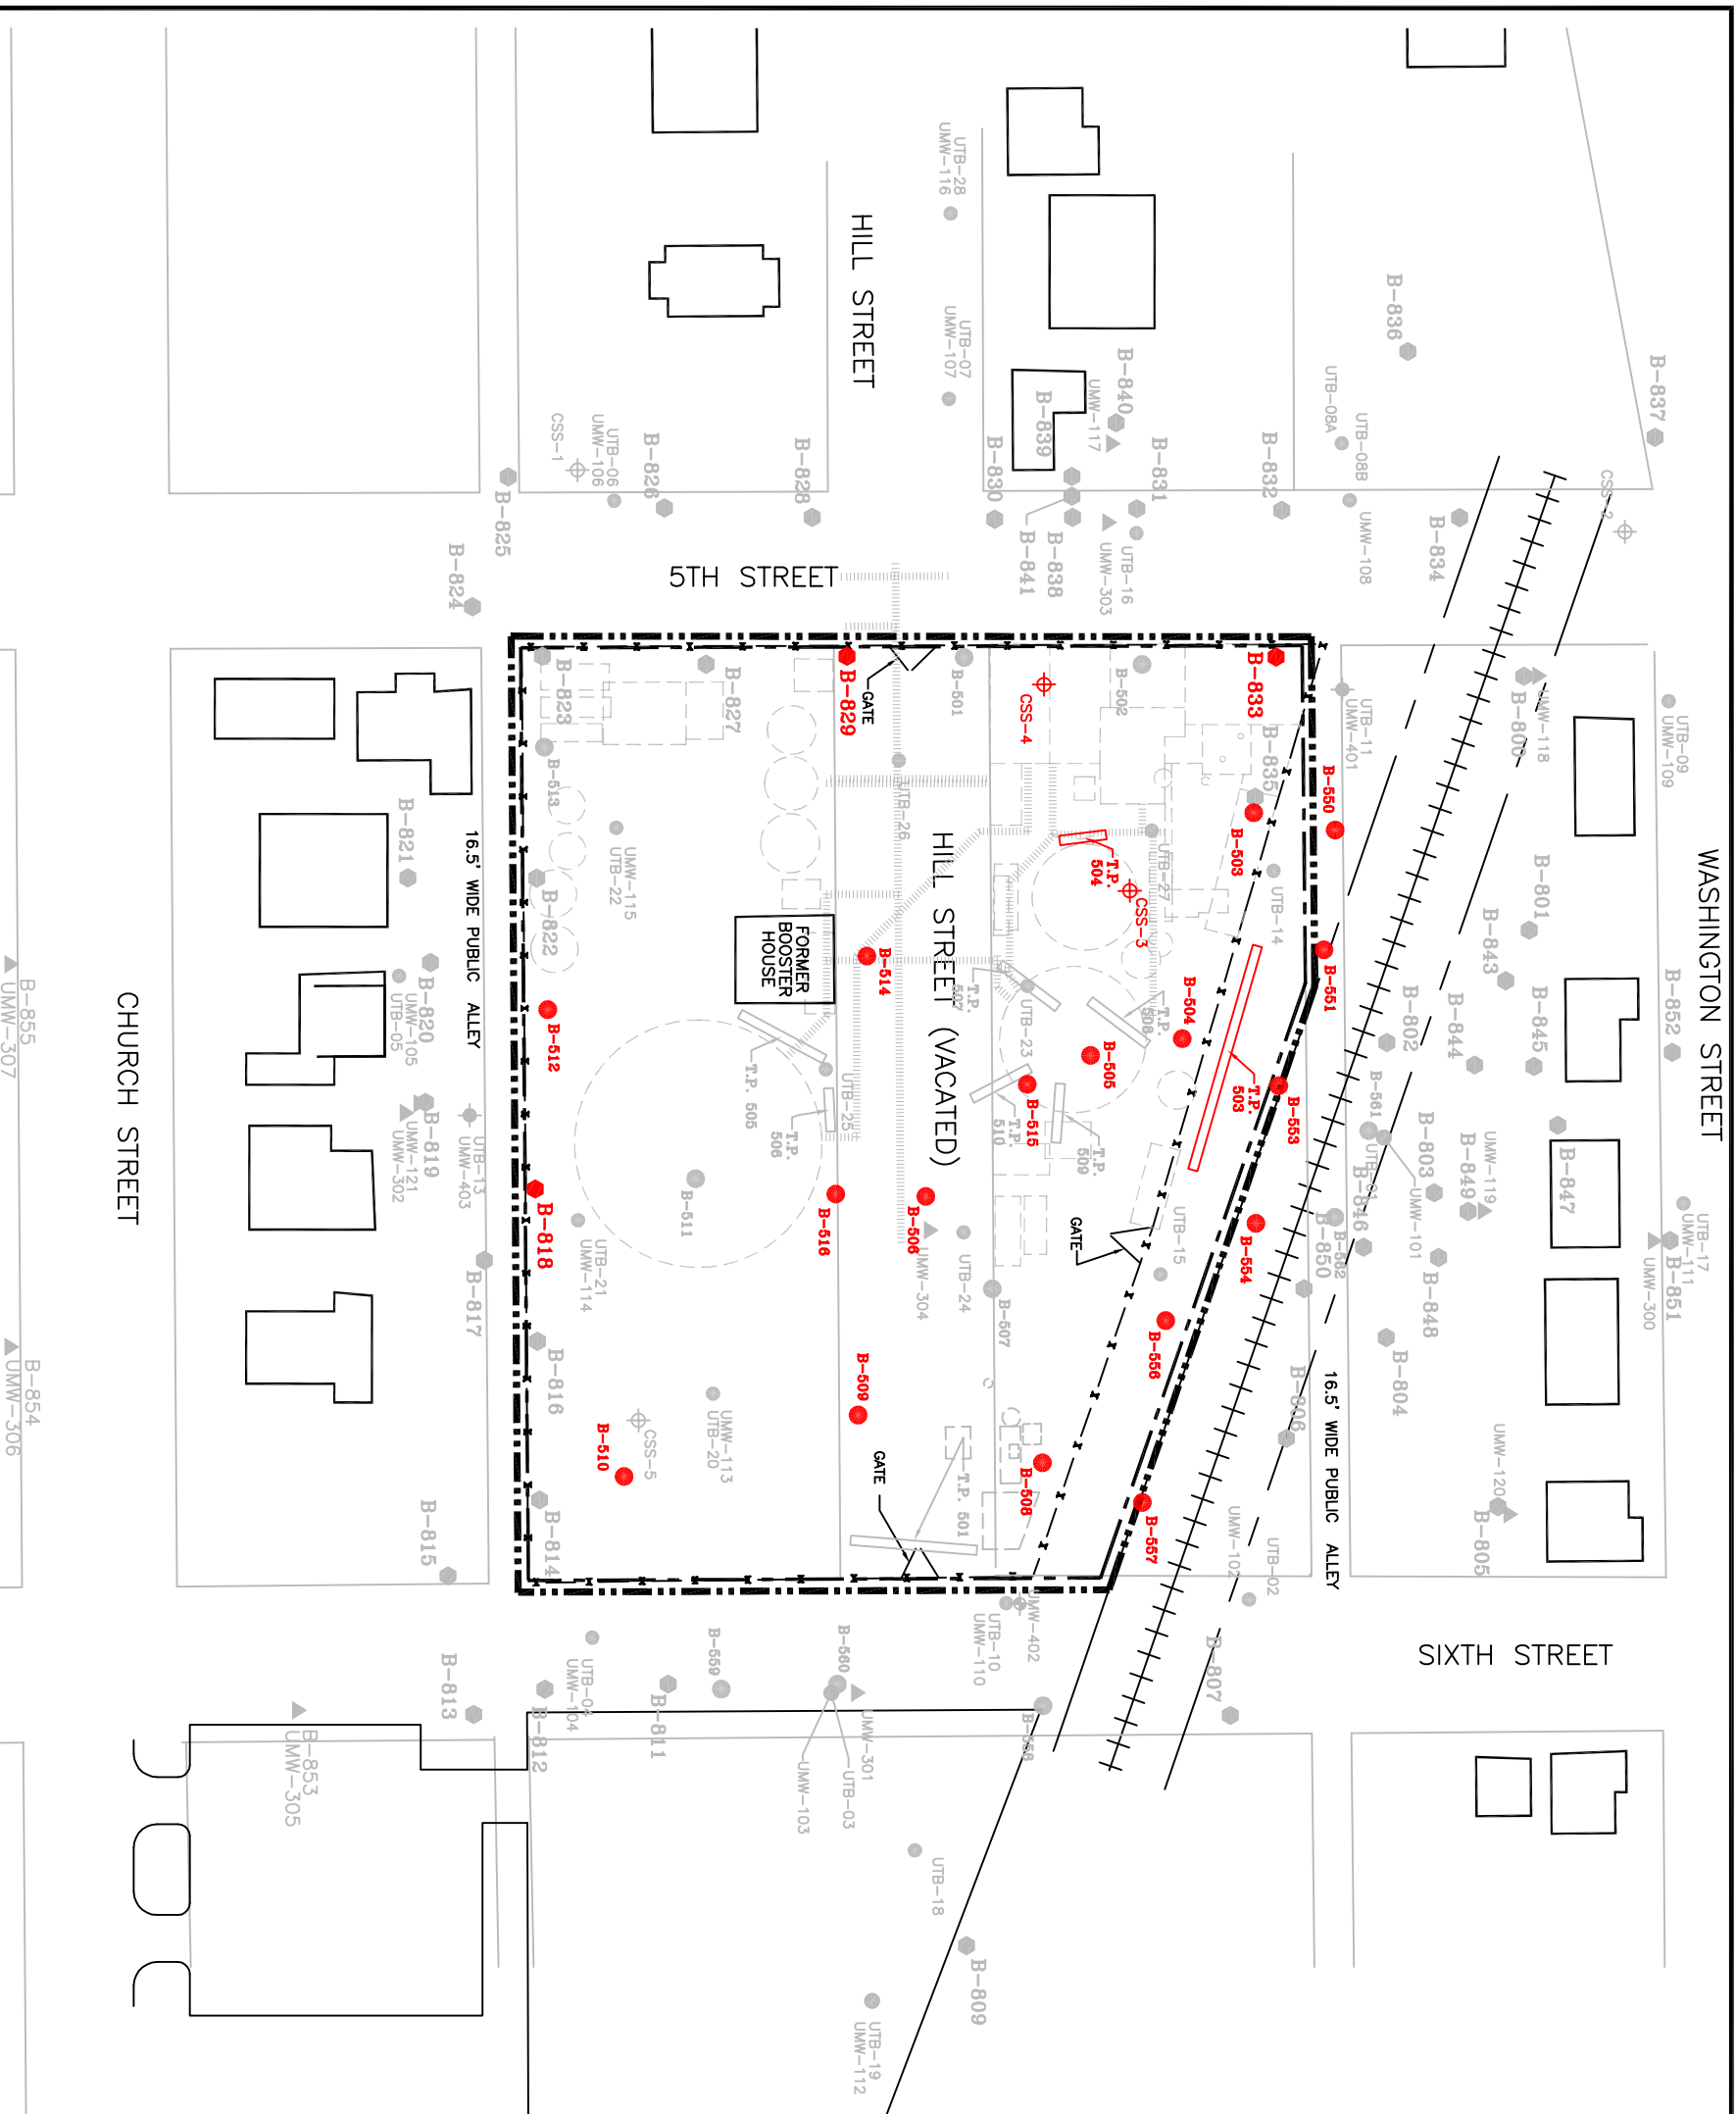 WASHINGTON STREET
B-837
CSS-2
B-836
B-834
UTB-08A
UTB-08B
UMW-108
B-832
B-831
B-840
UMW-117
B-839
B-830
B-838
B-841
UTB-16
UMW-303
UTB-28
UMW-116
UTB-07
UMW-107
HILL STREET
B-828
B-826
UTB-06
UMW-106
CSS-1
B-825
B-824
5TH STREET
UTB-09
UMW-109
UMW-118
B-800
UTB-11
UMW-401
B-550
B-833
B-835
B-503
UTB-14
B-502
CSS-4
B-501
GATE
B-829
B-827
B-823
B-513
T.P.
504
CSS-3
UTB-27
UTB-26
HILL STREET (VACATED)
UMW-115
UTB-22
B-822
FORMER
BOOSTER
HOUSE
B-514
T.P.
507
T.P.
508
UTB-23
B-504
B-505
B-515
T.P.
503
B-551
B-553
B-801
B-843
B-802
B-844
B-845
B-852
B-561
UTB-01
UMW-101
B-803
B-849
UMW-119
B-847
B-846
B-562
B-850
B-848
B-804
UTB-17
UMW-111
B-851
UMW-300
B-554
UTB-15
GATE
B-556
T.P.
509
T.P.
510
T.P. 505
T.P.
506
UTB-25
B-511
B-516
B-506
UMW-304
UTB-24
B-507
B-512
B-818
UTB-21
UMW-114
B-816
B-509
B-510
CSS-5
UMW-113
UTB-20
B-814
GATE
T.P. 501
B-508
B-557
B-806
16.5' WIDE PUBLIC ALLEY
UMW-120
B-805
UMW-102
UTB-02
SIXTH STREET
B-807
UMW-402
UTB-10
UMW-110
B-558
B-560
B-559
UMW-301
UTB-03
UMW-103
B-811
UTB-04
UMW-104
B-812
B-813
B-815
B-817
16.5' WIDE PUBLIC ALLEY
B-821
B-820
UMW-105
UTB-05
B-819
UMW-121
UMW-302
UTB-13
UMW-403
CHURCH STREET
B-855
UMW-307
B-854
UMW-306
B-853
UMW-305
UTB-18
B-809
UTB-19
UMW-112